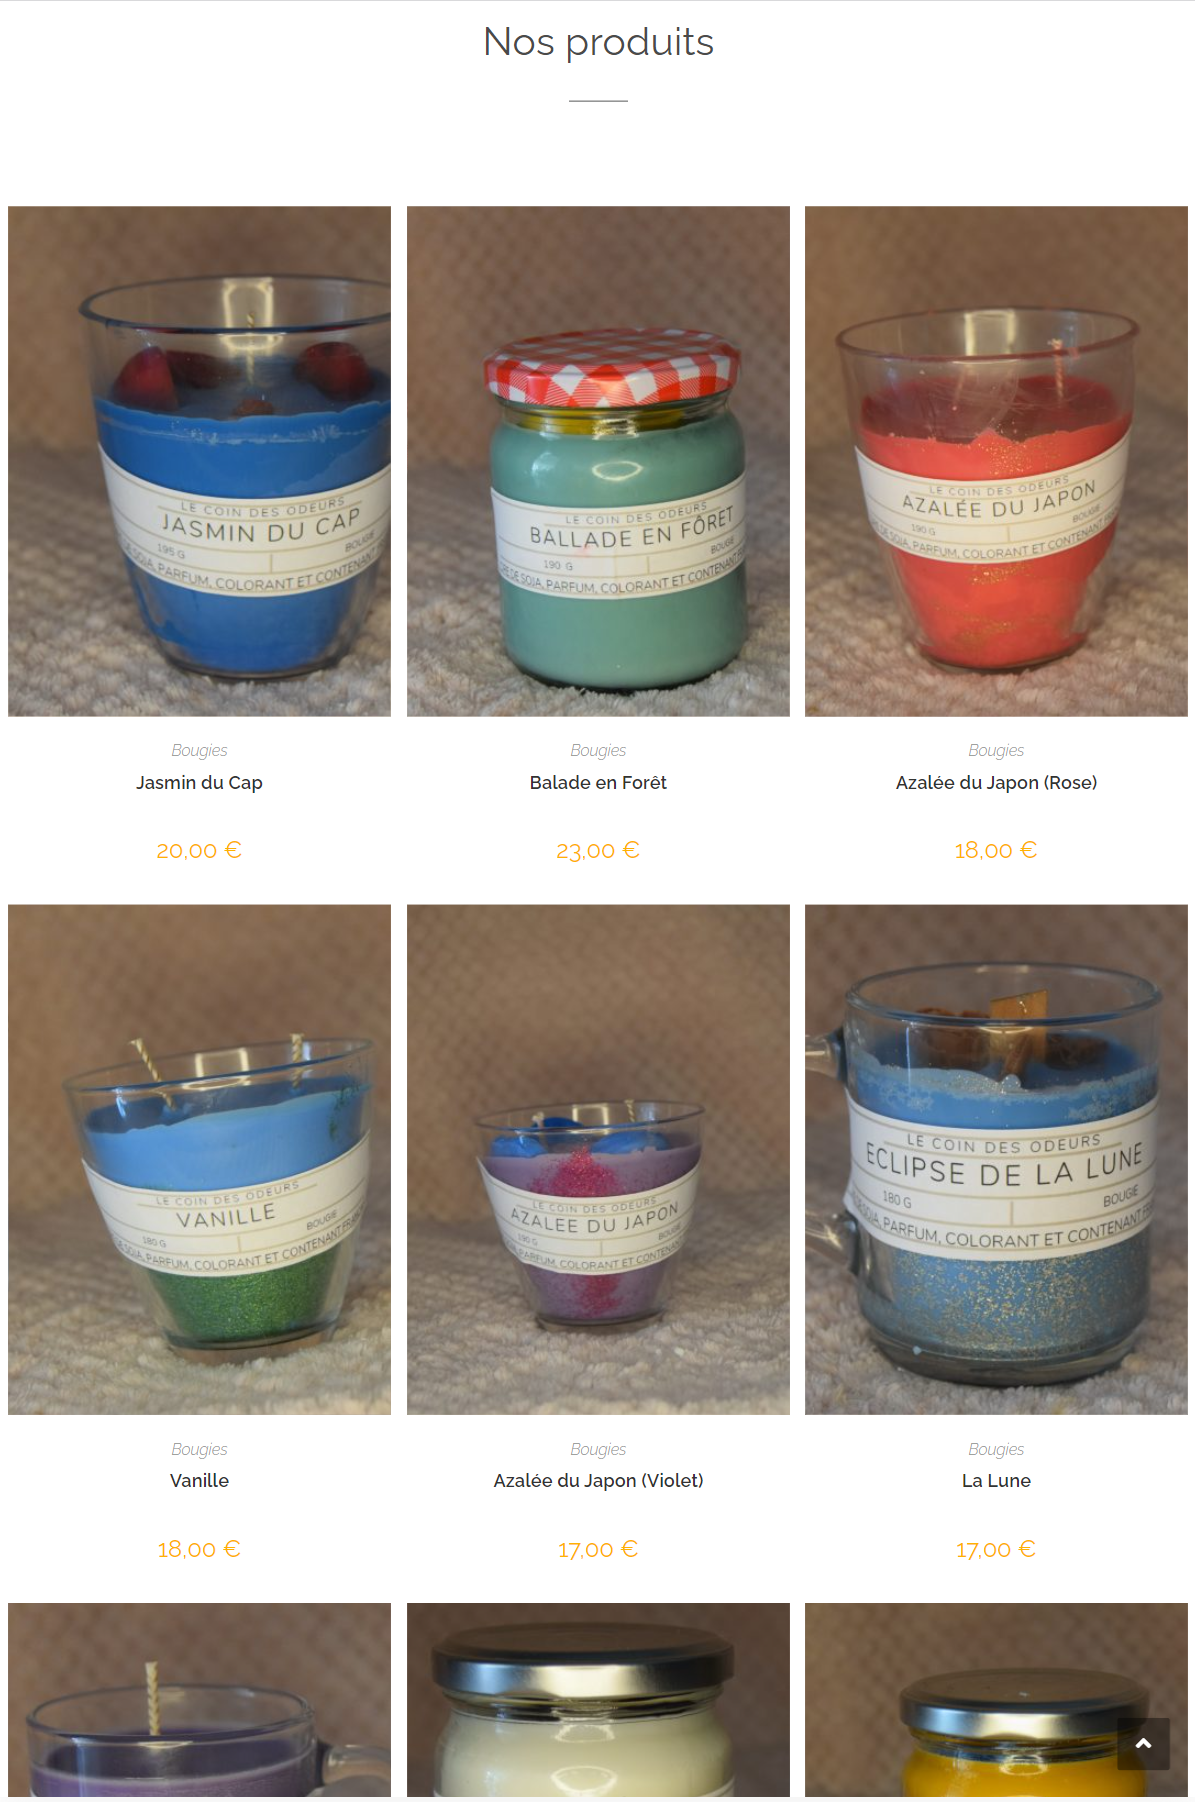 Nos produits
LE COIN DES ODEURS
JASMIN DU CAP
195 G
BOUGIE
DE SOJA, PARFUM, COLORANT ET CONTENANT
LE COIN DES ODEURS
BALLADE EN FÔRET
190 G
BOUGIE
DE SOJA, PARFUM, COLORANT ET CONTENANT
LE COIN DES ODEURS
AZALÉE DU JAPON
190 G
BOUGIE
DE SOJA, PARFUM, COLORANT ET CONTENANT
Bougies
Jasmin du Cap
20,00 €
Bougies
Balade en Forêt
23,00 €
Bougies
Azalée du Japon (Rose)
18,00 €
LE COIN DES ODEURS
VANILLE
180 G
BOUGIE
DE SOJA, PARFUM, COLORANT ET CONTENANT
LE COIN DES ODEURS
AZALEE DU JAPON
190 G
BOUGIE
PARFUM, COLORANT ET CONTENANT
LE COIN DES ODEURS
ECLIPSE DE LA LUNE
180 G
BOUGIE
SOJA, PARFUM, COLORANT ET CONTENANT
Bougies
Vanille
18,00 €
Bougies
Azalée du Japon (Violet)
17,00 €
Bougies
La Lune
17,00 €